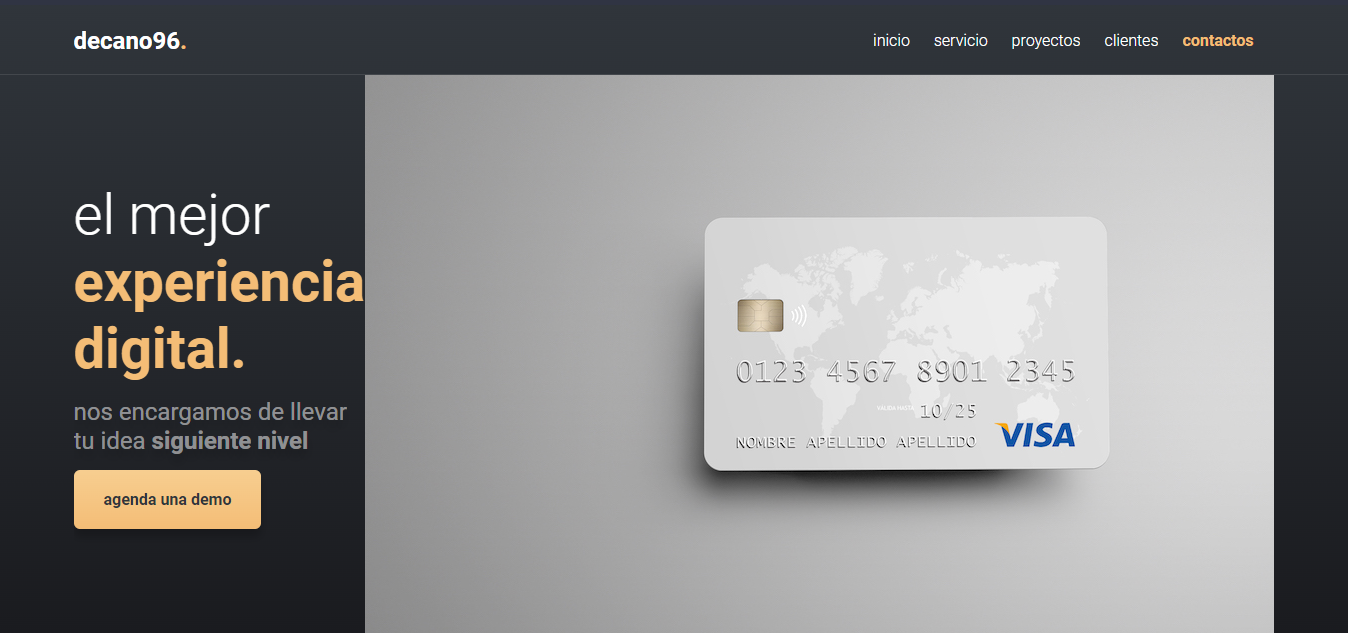 decano96.
inicio servicio proyectos clientes contactos
el mejor
experiencia
digital.
nos encargamos de llevar
tu idea siguiente nivel
agenda una demo
0123 4567 8901 2345
VÁLIDA HASTA 10/25
NOMBRE APELLIDO APELLIDO VISA